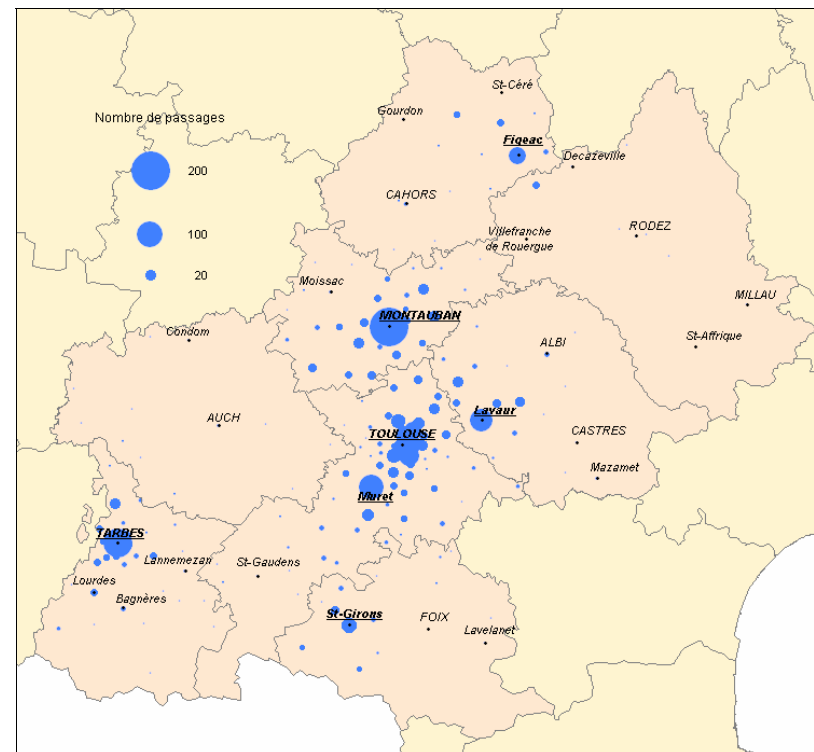 St-Céré
Gourdon
Nombre de passages
Figeac
Decazeville
200
CAHORS
RODEZ
100
Villefranche
de Rouergue
20
Moissac
MILLAU
MONTAUBAN
Condom
St-Affrique
ALBI
AUCH
Lavaur
TOULOUSE
CASTRES
Mazamet
Muret
TARBES
Lannemezan
St-Gaudens
Lourdes
Bagnères
St-Girons
FOIX
Lavelanet